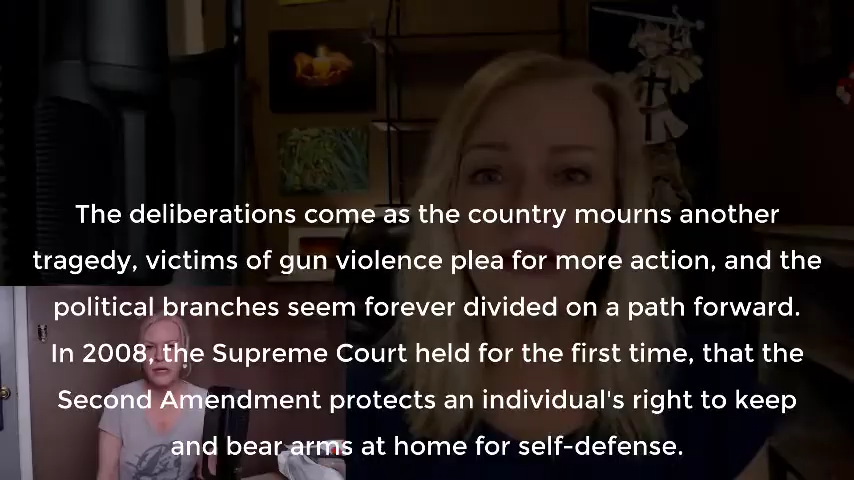 The deliberations come as the country mourns another
tragedy, victims of gun violence plea for more action, and the
political branches seem forever divided on a path forward.
In 2008, the Supreme Court held for the first time, that the
Second Amendment protects an individual's right to keep
and bear arms at home for self-defense.